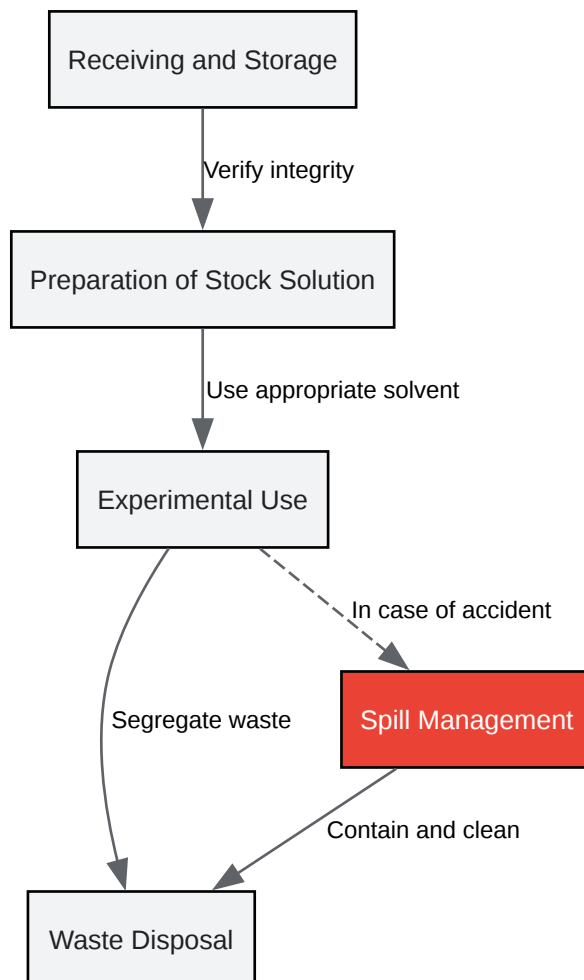 Receiving and Storage
Verify integrity
Preparation of Stock Solution
Use appropriate solvent
Experimental Use
In case of accident
Segregate waste
Spill Management
Contain and clean
Waste Disposal